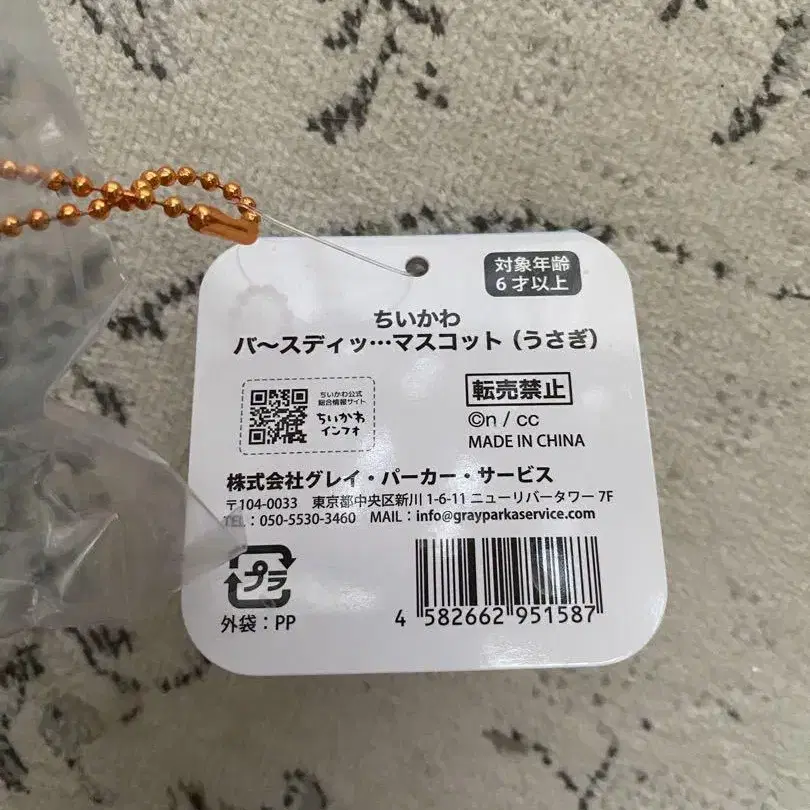 対象年齢
6才以上
ちいかわ
バ〜スディッ…マスコット（うさぎ）
ちいかわ公式
総合情報サイト
ちいかわ
インフォ
転売禁止
©n / cc
MADE IN CHINA
株式会社グレイ・パーカー・サービス
〒104-0033 東京都中央区新川 1-6-11 ニューリバータワー 7F
TEL：050-5530-3460 MAIL：info@grayparkaservice.com
プラ
外袋：PP
4 582662 951587